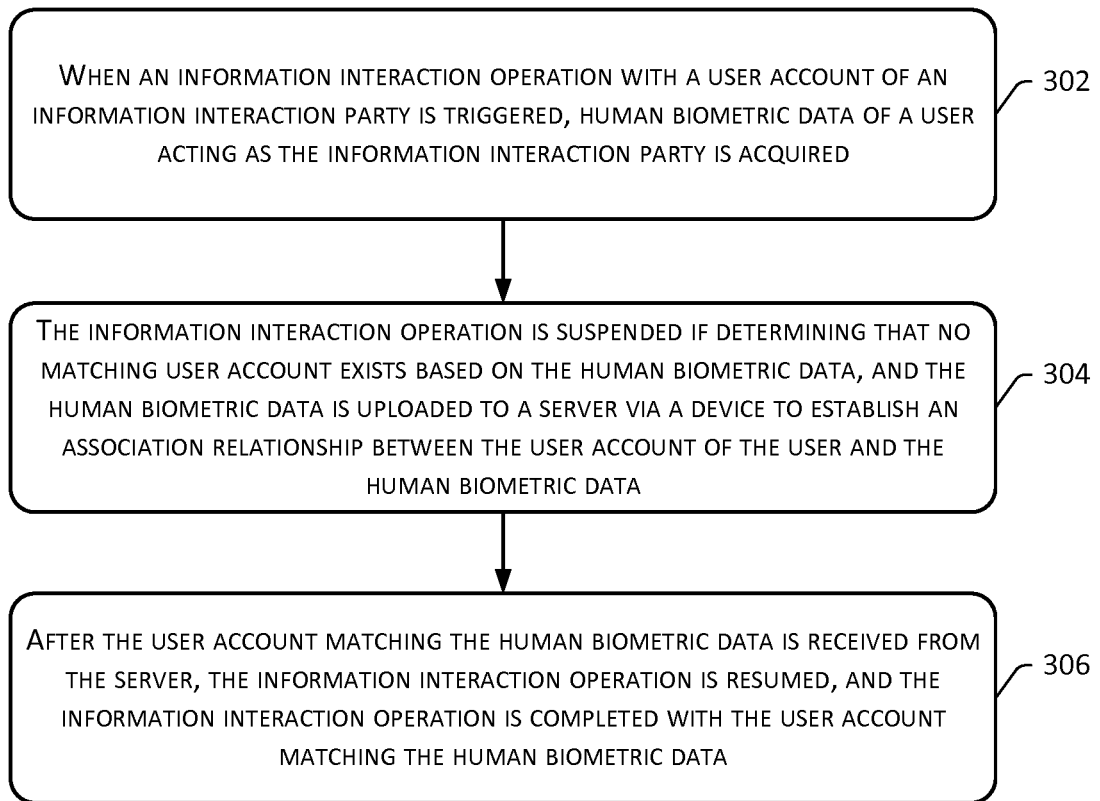 WHEN AN INFORMATION INTERACTION OPERATION WITH A USER ACCOUNT OF AN
INFORMATION INTERACTION PARTY IS TRIGGERED, HUMAN BIOMETRIC DATA OF A USER
ACTING AS THE INFORMATION INTERACTION PARTY IS ACQUIRED
302
THE INFORMATION INTERACTION OPERATION IS SUSPENDED IF DETERMINING THAT NO
MATCHING USER ACCOUNT EXISTS BASED ON THE HUMAN BIOMETRIC DATA, AND THE
HUMAN BIOMETRIC DATA IS UPLOADED TO A SERVER VIA A DEVICE TO ESTABLISH AN
ASSOCIATION RELATIONSHIP BETWEEN THE USER ACCOUNT OF THE USER AND THE
HUMAN BIOMETRIC DATA
304
AFTER THE USER ACCOUNT MATCHING THE HUMAN BIOMETRIC DATA IS RECEIVED FROM
THE SERVER, THE INFORMATION INTERACTION OPERATION IS RESUMED, AND THE
INFORMATION INTERACTION OPERATION IS COMPLETED WITH THE USER ACCOUNT
MATCHING THE HUMAN BIOMETRIC DATA
306